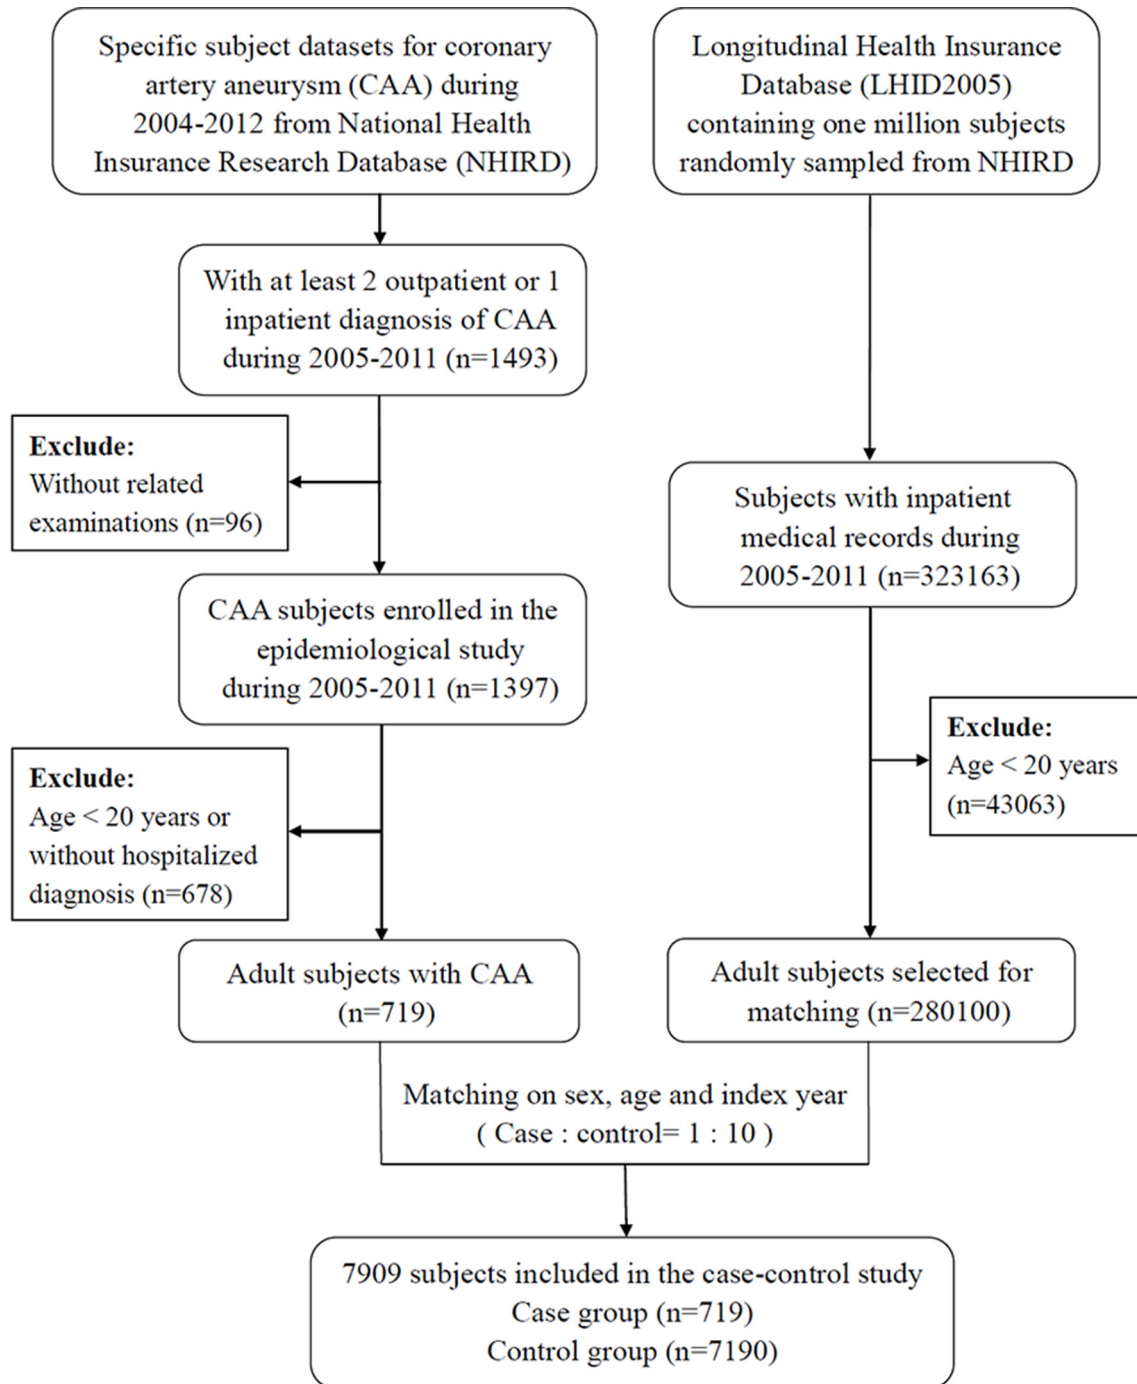 Specific subject datasets for coronary
artery aneurysm (CAA) during
2004-2012 from National Health
Insurance Research Database (NHIRD)
Longitudinal Health Insurance
Database (LHID2005)
containing one million subjects
randomly sampled from NHIRD
With at least 2 outpatient or 1
inpatient diagnosis of CAA
during 2005-2011 (n=1493)
Exclude:
Without related
examinations (n=96)
Subjects with inpatient
medical records during
2005-2011 (n=323163)
CAA subjects enrolled in the
epidemiological study
during 2005-2011 (n=1397)
Exclude:
Age < 20 years
(n=43063)
Exclude:
Age < 20 years or
without hospitalized
diagnosis (n=678)
Adult subjects with CAA
(n=719)
Adult subjects selected for
matching (n=280100)
Matching on sex, age and index year
( Case : control= 1 : 10 )
7909 subjects included in the case-control study
Case group (n=719)
Control group (n=7190)